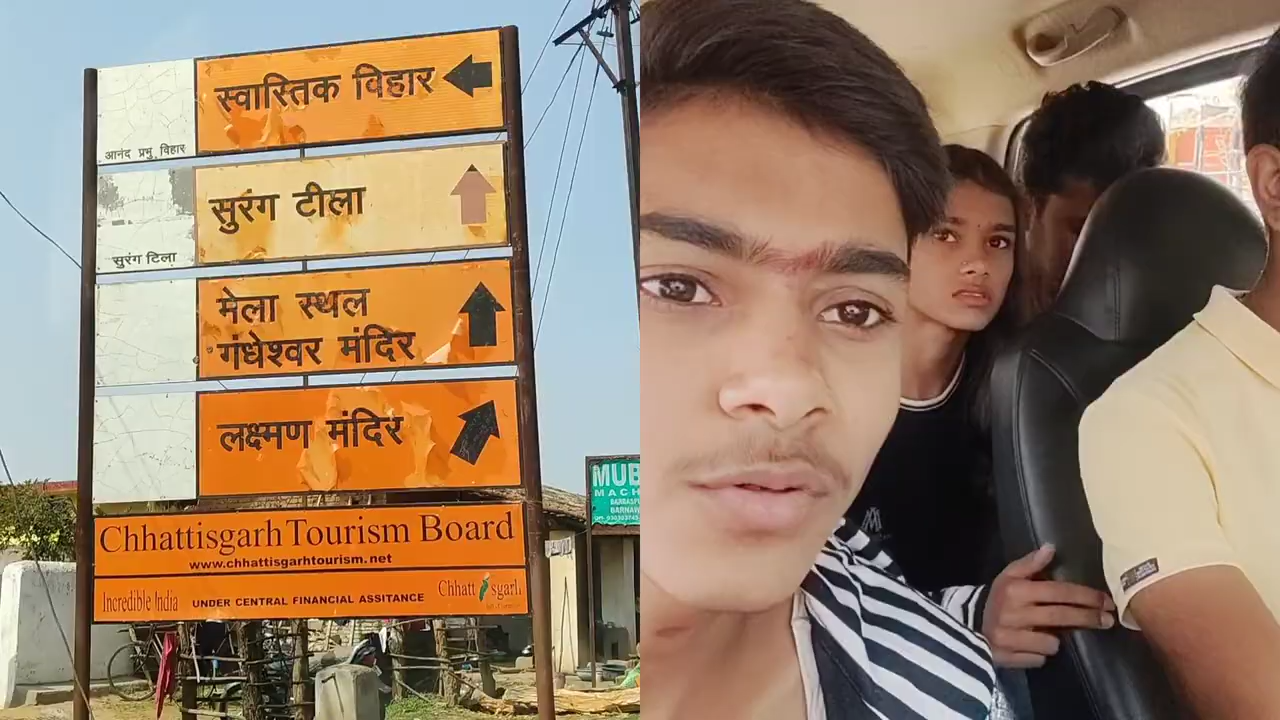 स्वास्तिक विहार
आनंद प्रभु विहार
सुरंग टीला
सुरंग टिला
मेला स्थल
गंधेश्वर मंदिर
लक्ष्मण मंदिर
Chhattisgarh Tourism Board
www.chhattisgarhtourism.net
Incredible India
UNDER CENTRAL FINANCIAL ASSITANCE
Chhattisgarh
MUB
MACH